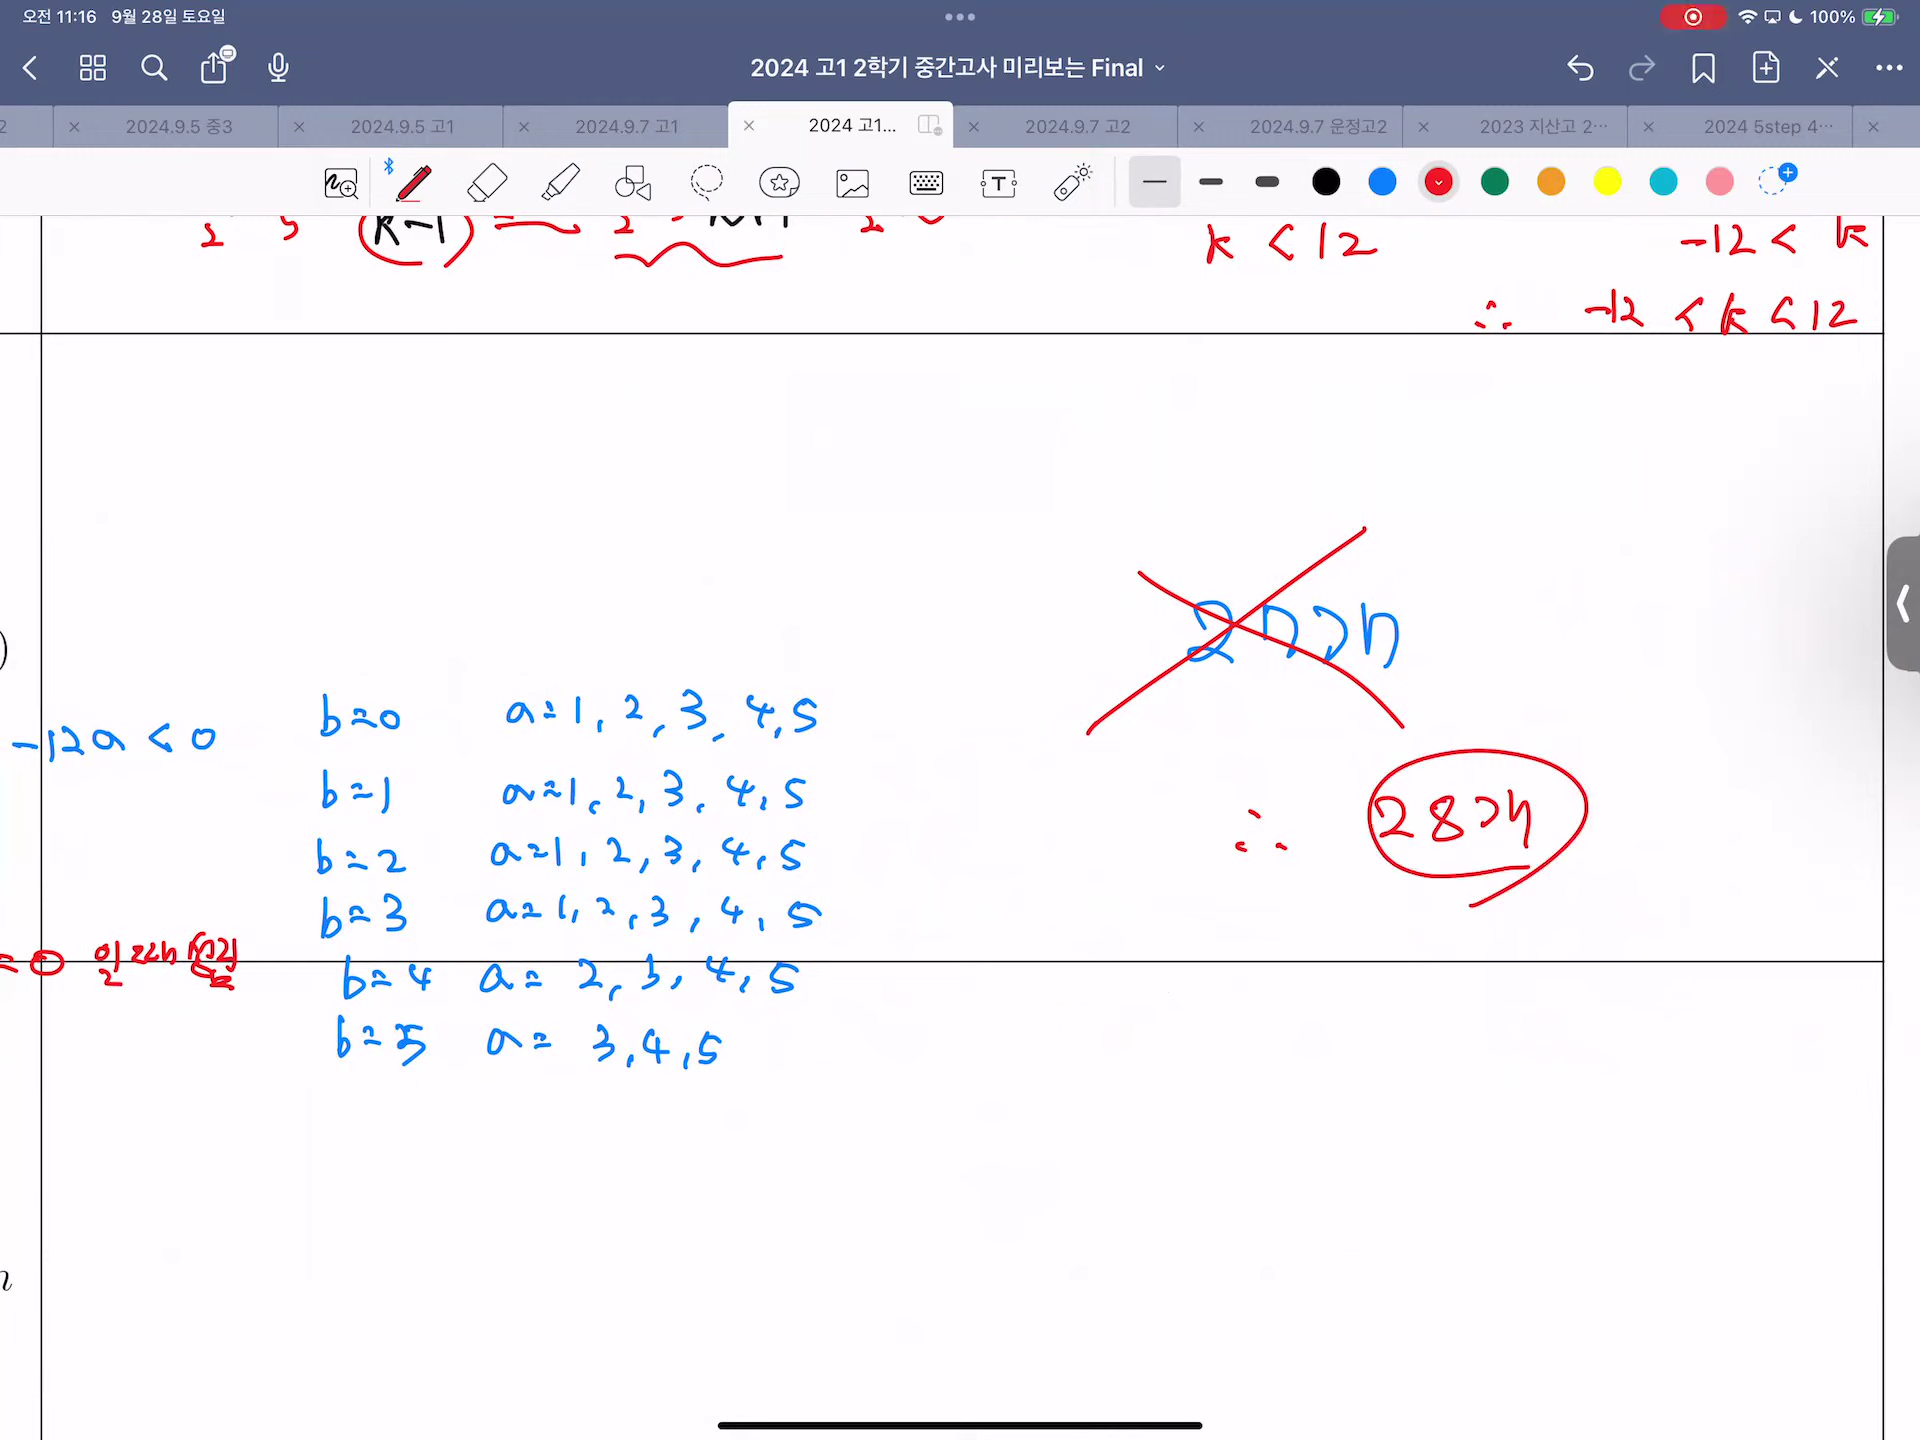 오전 11:16 9월 28일 토요일
100%
2024 고1 2학기 중간고사 미리보는 Final
2
2024.9.5 중3
2024.9.5 고1
2024.9.7 고1
2024 고1...
2024.9.7 고2
2024.9.7 운정고2
2023 지산고 2…
2024 5step 4…
T
(k-1)
k < 12
-12 < k
∴ -12 < k < 12
)
-12a < 0
b=0 a=1, 2, 3, 4, 5
b=1 a=1, 2, 3, 4, 5
b=2 a=1, 2, 3, 4, 5
b=3 a=1, 2, 3, 4, 5
b=4 a= 2, 3, 4, 5
b=5 a= 3, 4, 5
∴ 28개
= 0
n